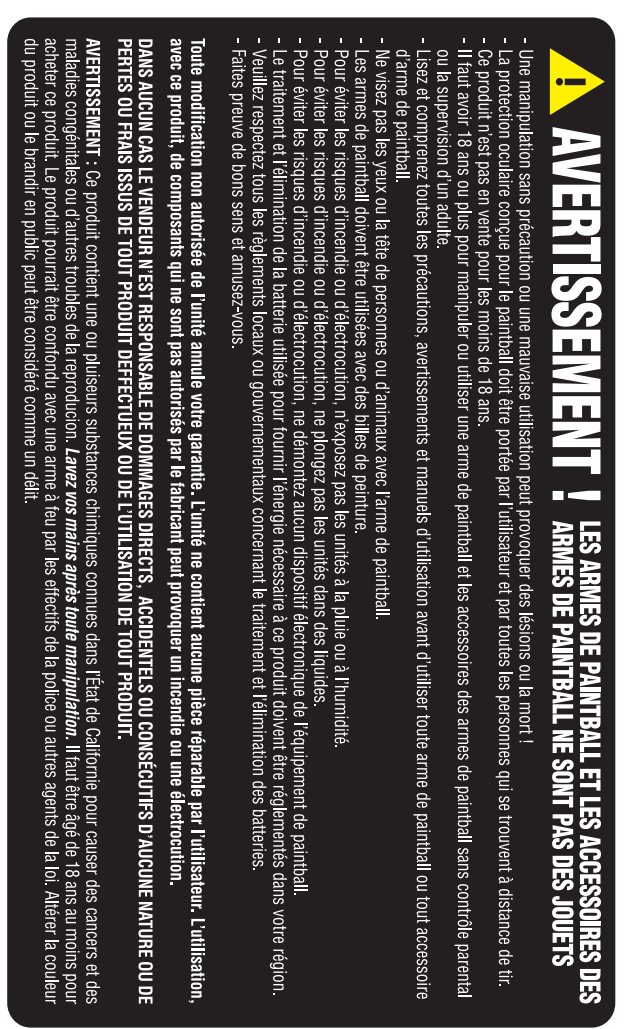 AVERTISSEMENT !
LES ARMES DE PAINTBALL ET LES ACCESSOIRES DES
ARMES DE PAINTBALL NE SONT PAS DES JOUETS
- Une manipulation sans précaution ou une mauvaise utilisation peut provoquer des lésions ou la mort !
- La protection oculaire conçue pour le paintball doit être portée par l'utilisateur et par toutes les personnes qui se trouvent à distance de tir.
- Ce produit n'est pas en vente pour les moins de 18 ans.
- Il faut avoir 18 ans ou plus pour manipuler ou utiliser une arme de paintball et les accessoires des armes de paintball sans contrôle parental
ou la supervision d'un adulte.
- Lisez et comprenez toutes les précautions, avertissements et manuels d'utilisation avant d'utiliser toute arme de paintball ou tout accessoire
d'arme de paintball.
- Ne visez pas les yeux ou la tête de personnes ou d'animaux avec l'arme de paintball.
- Les armes de paintball doivent être utilisées avec des billes de peinture.
- Pour éviter les risques d'incendie ou d'électrocution, n'exposez pas les unités à la pluie ou à l'humidité.
- Pour éviter les risques d'incendie ou d'électrocution, ne plongez pas les unités dans des liquides.
- Pour éviter les risques d'incendie ou d'électrocution, ne démontez aucun dispositif électronique de l'équipement de paintball.
- Le traitement et l'élimination de la batterie utilisée pour fournir l'énergie nécessaire à ce produit doivent être réglementés dans votre région.
- Veuillez respectez tous les règlements locaux ou gouvernementaux concernant le traitement et l'élimination des batteries.
- Faites preuve de bons sens et amusez-vous.
Toute modification non autorisée de l'unité annule votre garantie. L'unité ne contient aucune pièce réparable par l'utilisateur. L'utilisation,
avec ce produit, de composants qui ne sont pas autorisés par le fabricant peut provoquer un incendie ou une électrocution.
DANS AUCUN CAS LE VENDEUR N'EST RESPONSABLE DE DOMMAGES DIRECTS, ACCIDENTELS OU CONSÉCUTIFS D'AUCUNE NATURE OU DE
PERTES OU FRAIS ISSUS DE TOUT PRODUIT DEFFECTUEUX OU DE L'UTILISATION DE TOUT PRODUIT.
AVERTISSEMENT : Ce produit contient une ou pluiseurs substances chimiques connues dans l'État de Californie pour causer des cancers et des
maladies congénitales ou d'autres troubles de la reproducion. Lavez vos mains après toute manipulation. Il faut être âgé de 18 ans au moins pour
acheter ce produit. Le produit pourrait être confondu avec une arme à feu par les effectifs de la police ou autres agents de la loi. Altérer la couleur
du produit ou le brandir en public peut être considéré comme un délit.